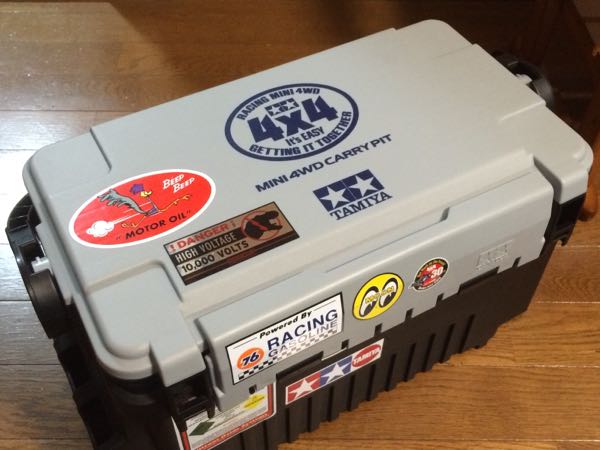 RACING MINI 4WD
4x4
It's EASY
GETTING IT TOGETHER
MINI 4WD CARRY PIT
TAMIYA
BEEP
BEEP
"MOTOR OIL"
! DANGER !
HIGH VOLTAGE
10,000 VOLTS
Powered By
76
RACING
GASOLINE
TAMIYA